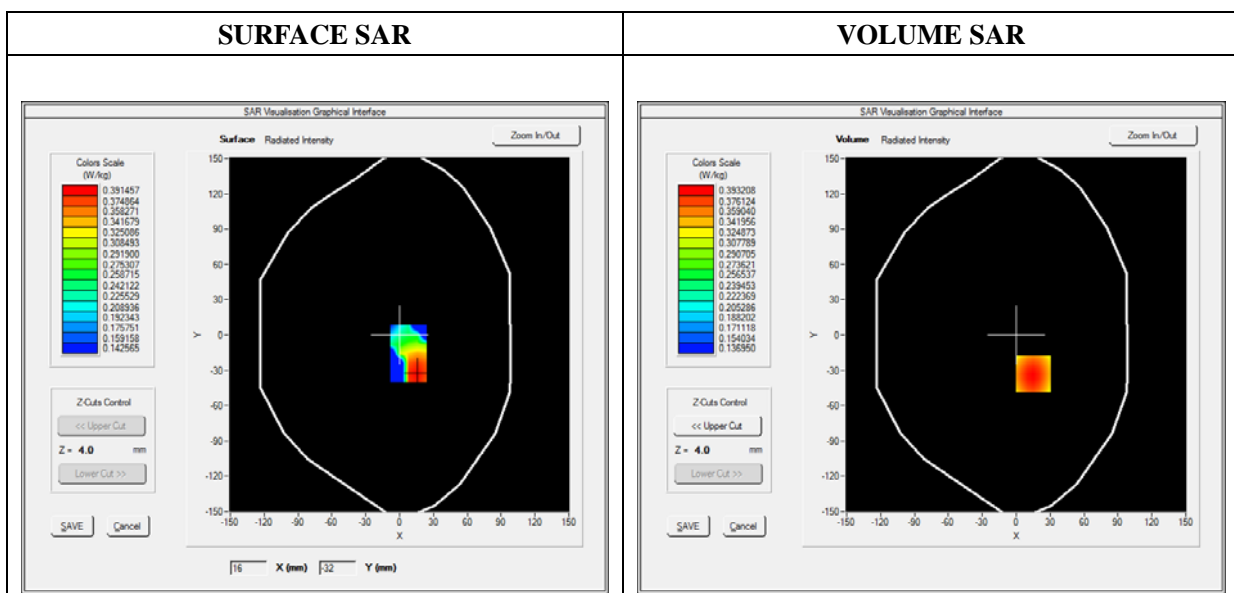 SURFACE SAR
VOLUME SAR
SAR Visualisation Graphical Interface
Surface Radiated Intensity
Zoom In/Out
Colors Scale
(W/kg)
0.391457
0.374864
0.358271
0.341679
0.325086
0.308493
0.291900
0.275307
0.258715
0.242122
0.225529
0.208936
0.192343
0.175751
0.159158
0.142565
Z-Cuts Control
<< Upper Cut
Z = 4.0 mm
Lower Cut >>
SAVE Cancel
150
120
90
60
30
0
-30
-60
-90
-120
-150
Y
-150 -120 -90 -60 -30 0 30 60 90 120 150
X
16 X (mm) -32 Y (mm)
SAR Visualisation Graphical Interface
Volume Radiated Intensity
Zoom In/Out
Colors Scale
(W/kg)
0.393208
0.376124
0.359040
0.341956
0.324873
0.307789
0.290705
0.273621
0.256537
0.239453
0.222369
0.205286
0.188202
0.171118
0.154034
0.136950
Z-Cuts Control
<< Upper Cut
Z = 4.0 mm
Lower Cut >>
SAVE Cancel
150
120
90
60
30
0
-30
-60
-90
-120
-150
Y
-150 -120 -90 -60 -30 0 30 60 90 120 150
X